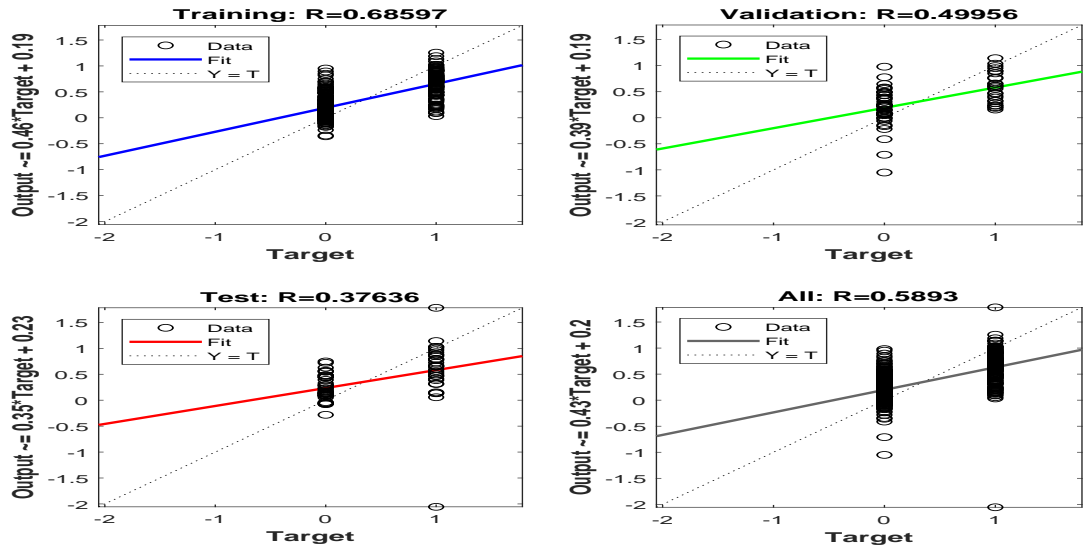 Training: R=0.68597
Output ~= 0.46*Target + 0.19
1.5
1
0.5
0
-0.5
-1
-1.5
-2
Data
Fit
Y = T
-2
-1
0
1
Target
Validation: R=0.49956
Output ~= 0.39*Target + 0.19
1.5
1
0.5
0
-0.5
-1
-1.5
-2
Data
Fit
Y = T
-2
-1
0
1
Target
Test: R=0.37636
Output ~= 0.35*Target + 0.23
1.5
1
0.5
0
-0.5
-1
-1.5
-2
Data
Fit
Y = T
-2
-1
0
1
Target
All: R=0.5893
Output ~= 0.43*Target + 0.2
1.5
1
0.5
0
-0.5
-1
-1.5
-2
Data
Fit
Y = T
-2
-1
0
1
Target